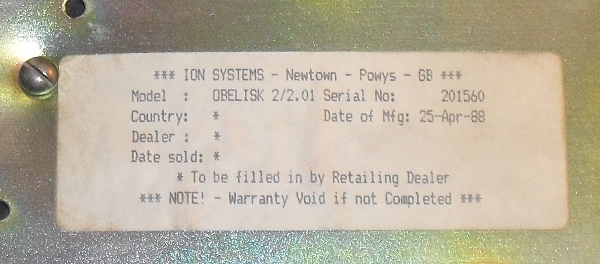 *** ION SYSTEMS - Newtown - Powys - GB ***
Model : OBELISK 2/2.01 Serial No: 201560
Country: * Date of Mfg: 25-Apr-88
Dealer : *
Date sold: *
* To be filled in by Retailing Dealer
*** NOTE! - Warranty Void if not Completed ***